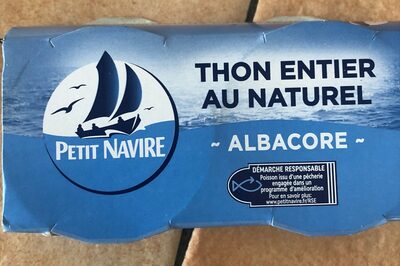 THON ENTIER
AU NATUREL
~ ALBACORE ~
PETIT NAVIRE
DÉMARCHE RESPONSABLE
Poisson issu d'une pêcherie
engagée dans un
programme d'amélioration
Pour en savoir plus:
www.petitnavire.fr/RSE